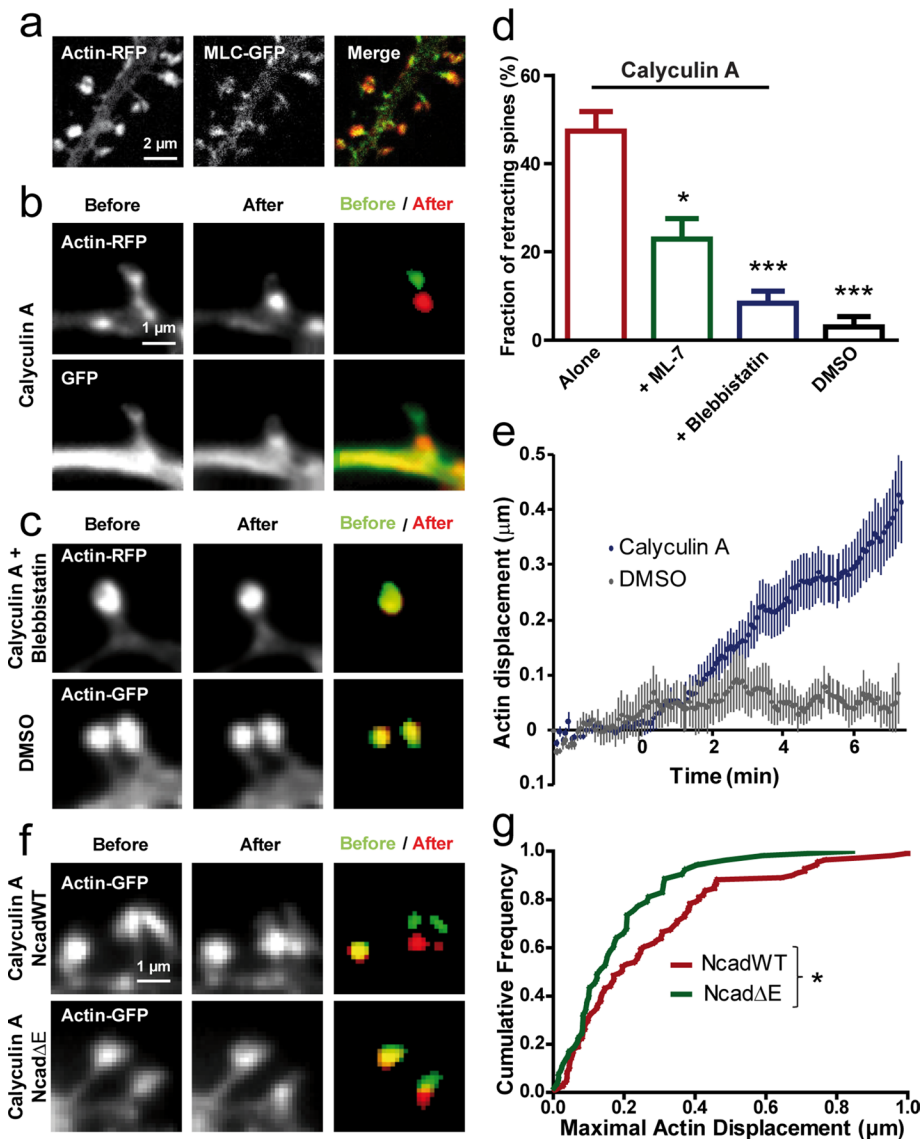 a
Actin-RFP
MLC-GFP
Merge
2 µm
b
Before
After
Before / After
Calyculin A
Actin-RFP
1 µm
GFP
c
Before
After
Before / After
Calyculin A +
Blebbistatin
Actin-RFP
DMSO
Actin-GFP
f
Before
After
Before / After
Calyculin A
NcadWT
Actin-GFP
1 µm
Calyculin A
Ncad∆E
Actin-GFP
d
Calyculin A
Fraction of retracting spines (%)
60
40
20
0
*
***
***
Alone
+ ML-7
+ Blebbistatin
DMSO
e
Actin displacement (µm)
0.5
0.4
0.3
0.2
0.1
0
0.1
Calyculin A
DMSO
0
2
4
6
Time (min)
g
Cumulative Frequency
1.0
0.8
0.6
0.4
0.2
0.0
NcadWT
Ncad∆E
*
0.0
0.2
0.4
0.6
0.8
1.0
Maximal Actin Displacement (µm)